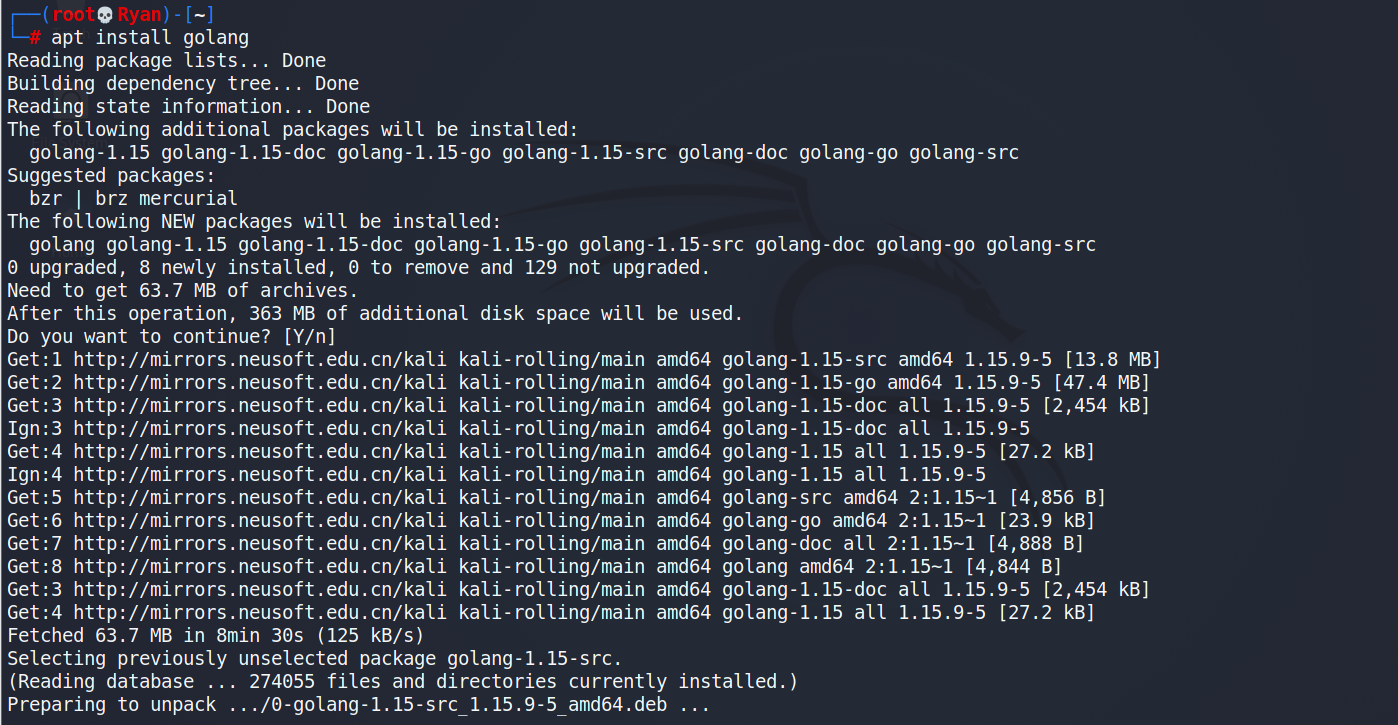 ┌──(root💀Ryan)-[~]
└─# apt install golang
Reading package lists... Done
Building dependency tree... Done
Reading state information... Done
The following additional packages will be installed:
  golang-1.15 golang-1.15-doc golang-1.15-go golang-1.15-src golang-doc golang-go golang-src
Suggested packages:
  bzr | brz mercurial
The following NEW packages will be installed:
  golang golang-1.15 golang-1.15-doc golang-1.15-go golang-1.15-src golang-doc golang-go golang-src
0 upgraded, 8 newly installed, 0 to remove and 129 not upgraded.
Need to get 63.7 MB of archives.
After this operation, 363 MB of additional disk space will be used.
Do you want to continue? [Y/n]
Get:1 http://mirrors.neusoft.edu.cn/kali kali-rolling/main amd64 golang-1.15-src amd64 1.15.9-5 [13.8 MB]
Get:2 http://mirrors.neusoft.edu.cn/kali kali-rolling/main amd64 golang-1.15-go amd64 1.15.9-5 [47.4 MB]
Get:3 http://mirrors.neusoft.edu.cn/kali kali-rolling/main amd64 golang-1.15-doc all 1.15.9-5 [2,454 kB]
Ign:3 http://mirrors.neusoft.edu.cn/kali kali-rolling/main amd64 golang-1.15-doc all 1.15.9-5
Get:4 http://mirrors.neusoft.edu.cn/kali kali-rolling/main amd64 golang-1.15 all 1.15.9-5 [27.2 kB]
Ign:4 http://mirrors.neusoft.edu.cn/kali kali-rolling/main amd64 golang-1.15 all 1.15.9-5
Get:5 http://mirrors.neusoft.edu.cn/kali kali-rolling/main amd64 golang-src amd64 2:1.15~1 [4,856 B]
Get:6 http://mirrors.neusoft.edu.cn/kali kali-rolling/main amd64 golang-go amd64 2:1.15~1 [23.9 kB]
Get:7 http://mirrors.neusoft.edu.cn/kali kali-rolling/main amd64 golang-doc all 2:1.15~1 [4,888 B]
Get:8 http://mirrors.neusoft.edu.cn/kali kali-rolling/main amd64 golang amd64 2:1.15~1 [4,844 B]
Get:3 http://mirrors.neusoft.edu.cn/kali kali-rolling/main amd64 golang-1.15-doc all 1.15.9-5 [2,454 kB]
Get:4 http://mirrors.neusoft.edu.cn/kali kali-rolling/main amd64 golang-1.15 all 1.15.9-5 [27.2 kB]
Fetched 63.7 MB in 8min 30s (125 kB/s)
Selecting previously unselected package golang-1.15-src.
(Reading database ... 274055 files and directories currently installed.)
Preparing to unpack .../0-golang-1.15-src_1.15.9-5_amd64.deb ...